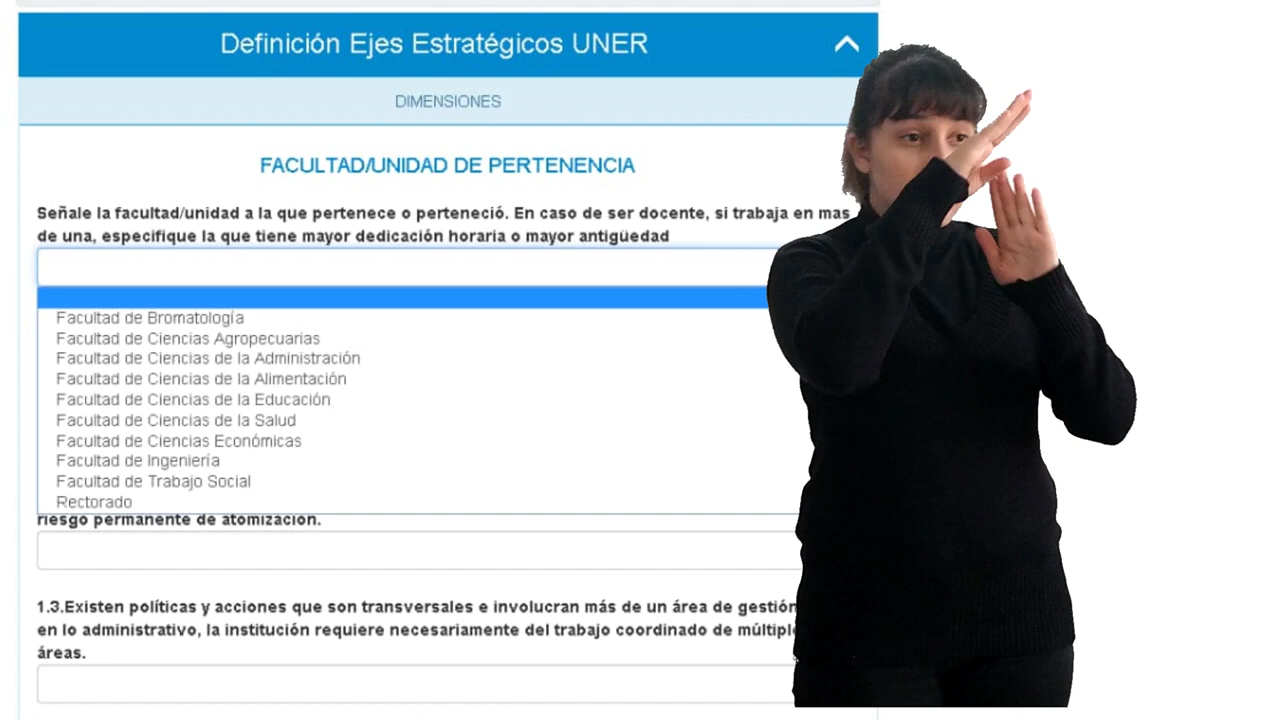 Definición Ejes Estratégicos UNER
DIMENSIONES
FACULTAD/UNIDAD DE PERTENENCIA
Señale la facultad/unidad a la que pertenece o perteneció. En caso de ser docente, si trabaja en mas
de una, especifique la que tiene mayor dedicación horaria o mayor antigüedad
Facultad de Bromatología
Facultad de Ciencias Agropecuarias
Facultad de Ciencias de la Administración
Facultad de Ciencias de la Alimentación
Facultad de Ciencias de la Educación
Facultad de Ciencias de la Salud
Facultad de Ciencias Económicas
Facultad de Ingeniería
Facultad de Trabajo Social
Rectorado
riesgo permanente de atomización.
1.3.Existen políticas y acciones que son transversales e involucran más de un área de gestión
en lo administrativo, la institución requiere necesariamente del trabajo coordinado de
áreas.